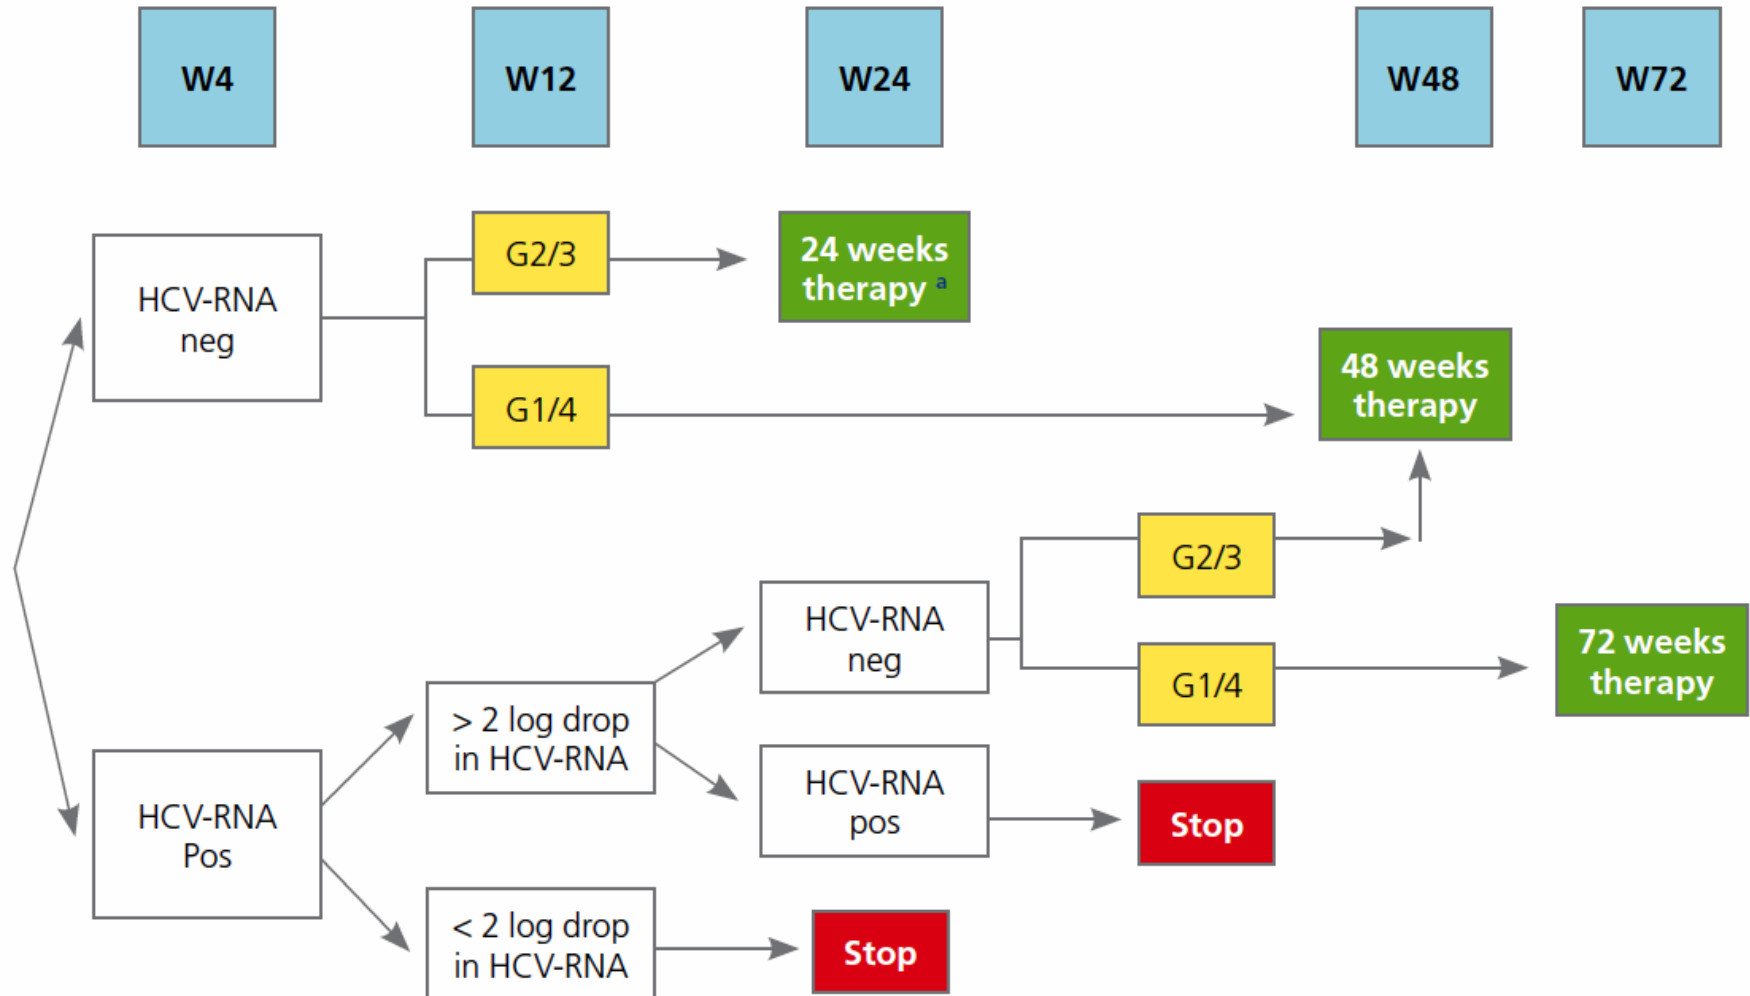 W4
W12
W24
W48
W72
HCV-RNA
neg
G2/3
24 weeks
therapy a
G1/4
48 weeks
therapy
HCV-RNA
Pos
> 2 log drop
in HCV-RNA
HCV-RNA
neg
G2/3
G1/4
72 weeks
therapy
HCV-RNA
pos
Stop
< 2 log drop
in HCV-RNA
Stop